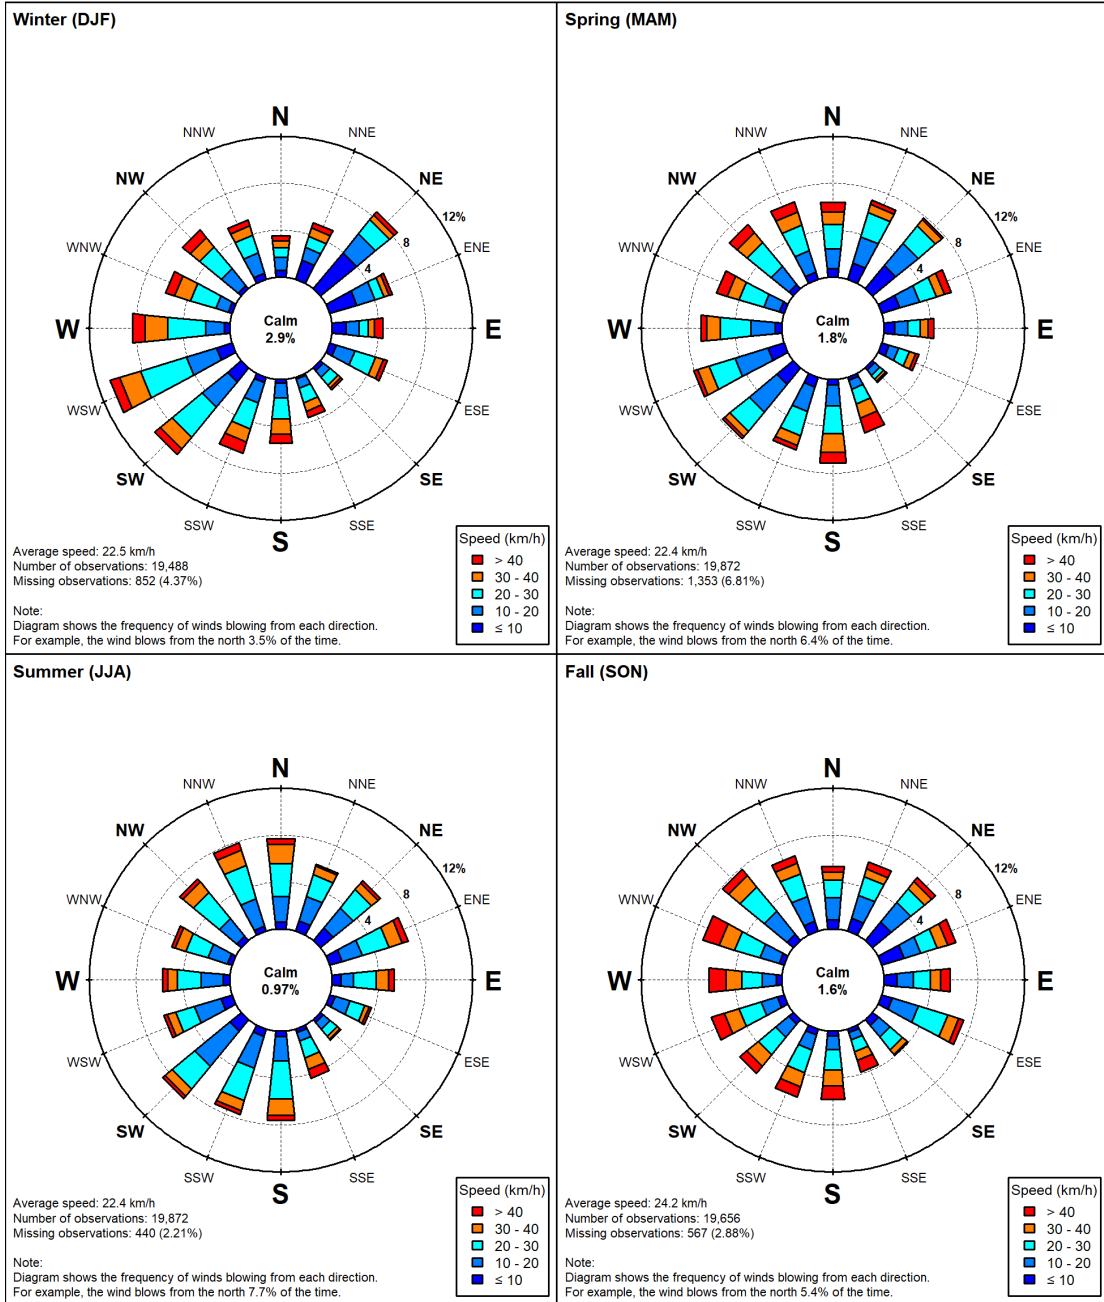 Winter (DJF)
N
NNW
NNE
NW
NE
12%
WNW
8
ENE
4
Calm
2.9%
W
E
WSW
ESE
SW
SE
SSW
SSE
S
Average speed: 22.5 km/h
Number of observations: 19,488
Missing observations: 852 (4.37%)
Note:
Diagram shows the frequency of winds blowing from each direction.
For example, the wind blows from the north 3.5% of the time.
Speed (km/h)
> 40
30 - 40
20 - 30
10 - 20
≤ 10
Spring (MAM)
N
NNW
NNE
NW
NE
12%
WNW
8
ENE
4
Calm
1.8%
W
E
WSW
ESE
SW
SE
SSW
SSE
S
Average speed: 22.4 km/h
Number of observations: 19,872
Missing observations: 1,353 (6.81%)
Note:
Diagram shows the frequency of winds blowing from each direction.
For example, the wind blows from the north 6.4% of the time.
Speed (km/h)
> 40
30 - 40
20 - 30
10 - 20
≤ 10
Summer (JJA)
N
NNW
NNE
NW
NE
12%
WNW
8
ENE
4
Calm
0.97%
W
E
WSW
ESE
SW
SE
SSW
SSE
S
Average speed: 22.4 km/h
Number of observations: 19,872
Missing observations: 440 (2.21%)
Note:
Diagram shows the frequency of winds blowing from each direction.
For example, the wind blows from the north 7.7% of the time.
Speed (km/h)
> 40
30 - 40
20 - 30
10 - 20
≤ 10
Fall (SON)
N
NNW
NNE
NW
NE
12%
WNW
8
ENE
4
Calm
1.6%
W
E
WSW
ESE
SW
SE
SSW
SSE
S
Average speed: 24.2 km/h
Number of observations: 19,656
Missing observations: 567 (2.88%)
Note:
Diagram shows the frequency of winds blowing from each direction.
For example, the wind blows from the north 5.4% of the time.
Speed (km/h)
> 40
30 - 40
20 - 30
10 - 20
≤ 10